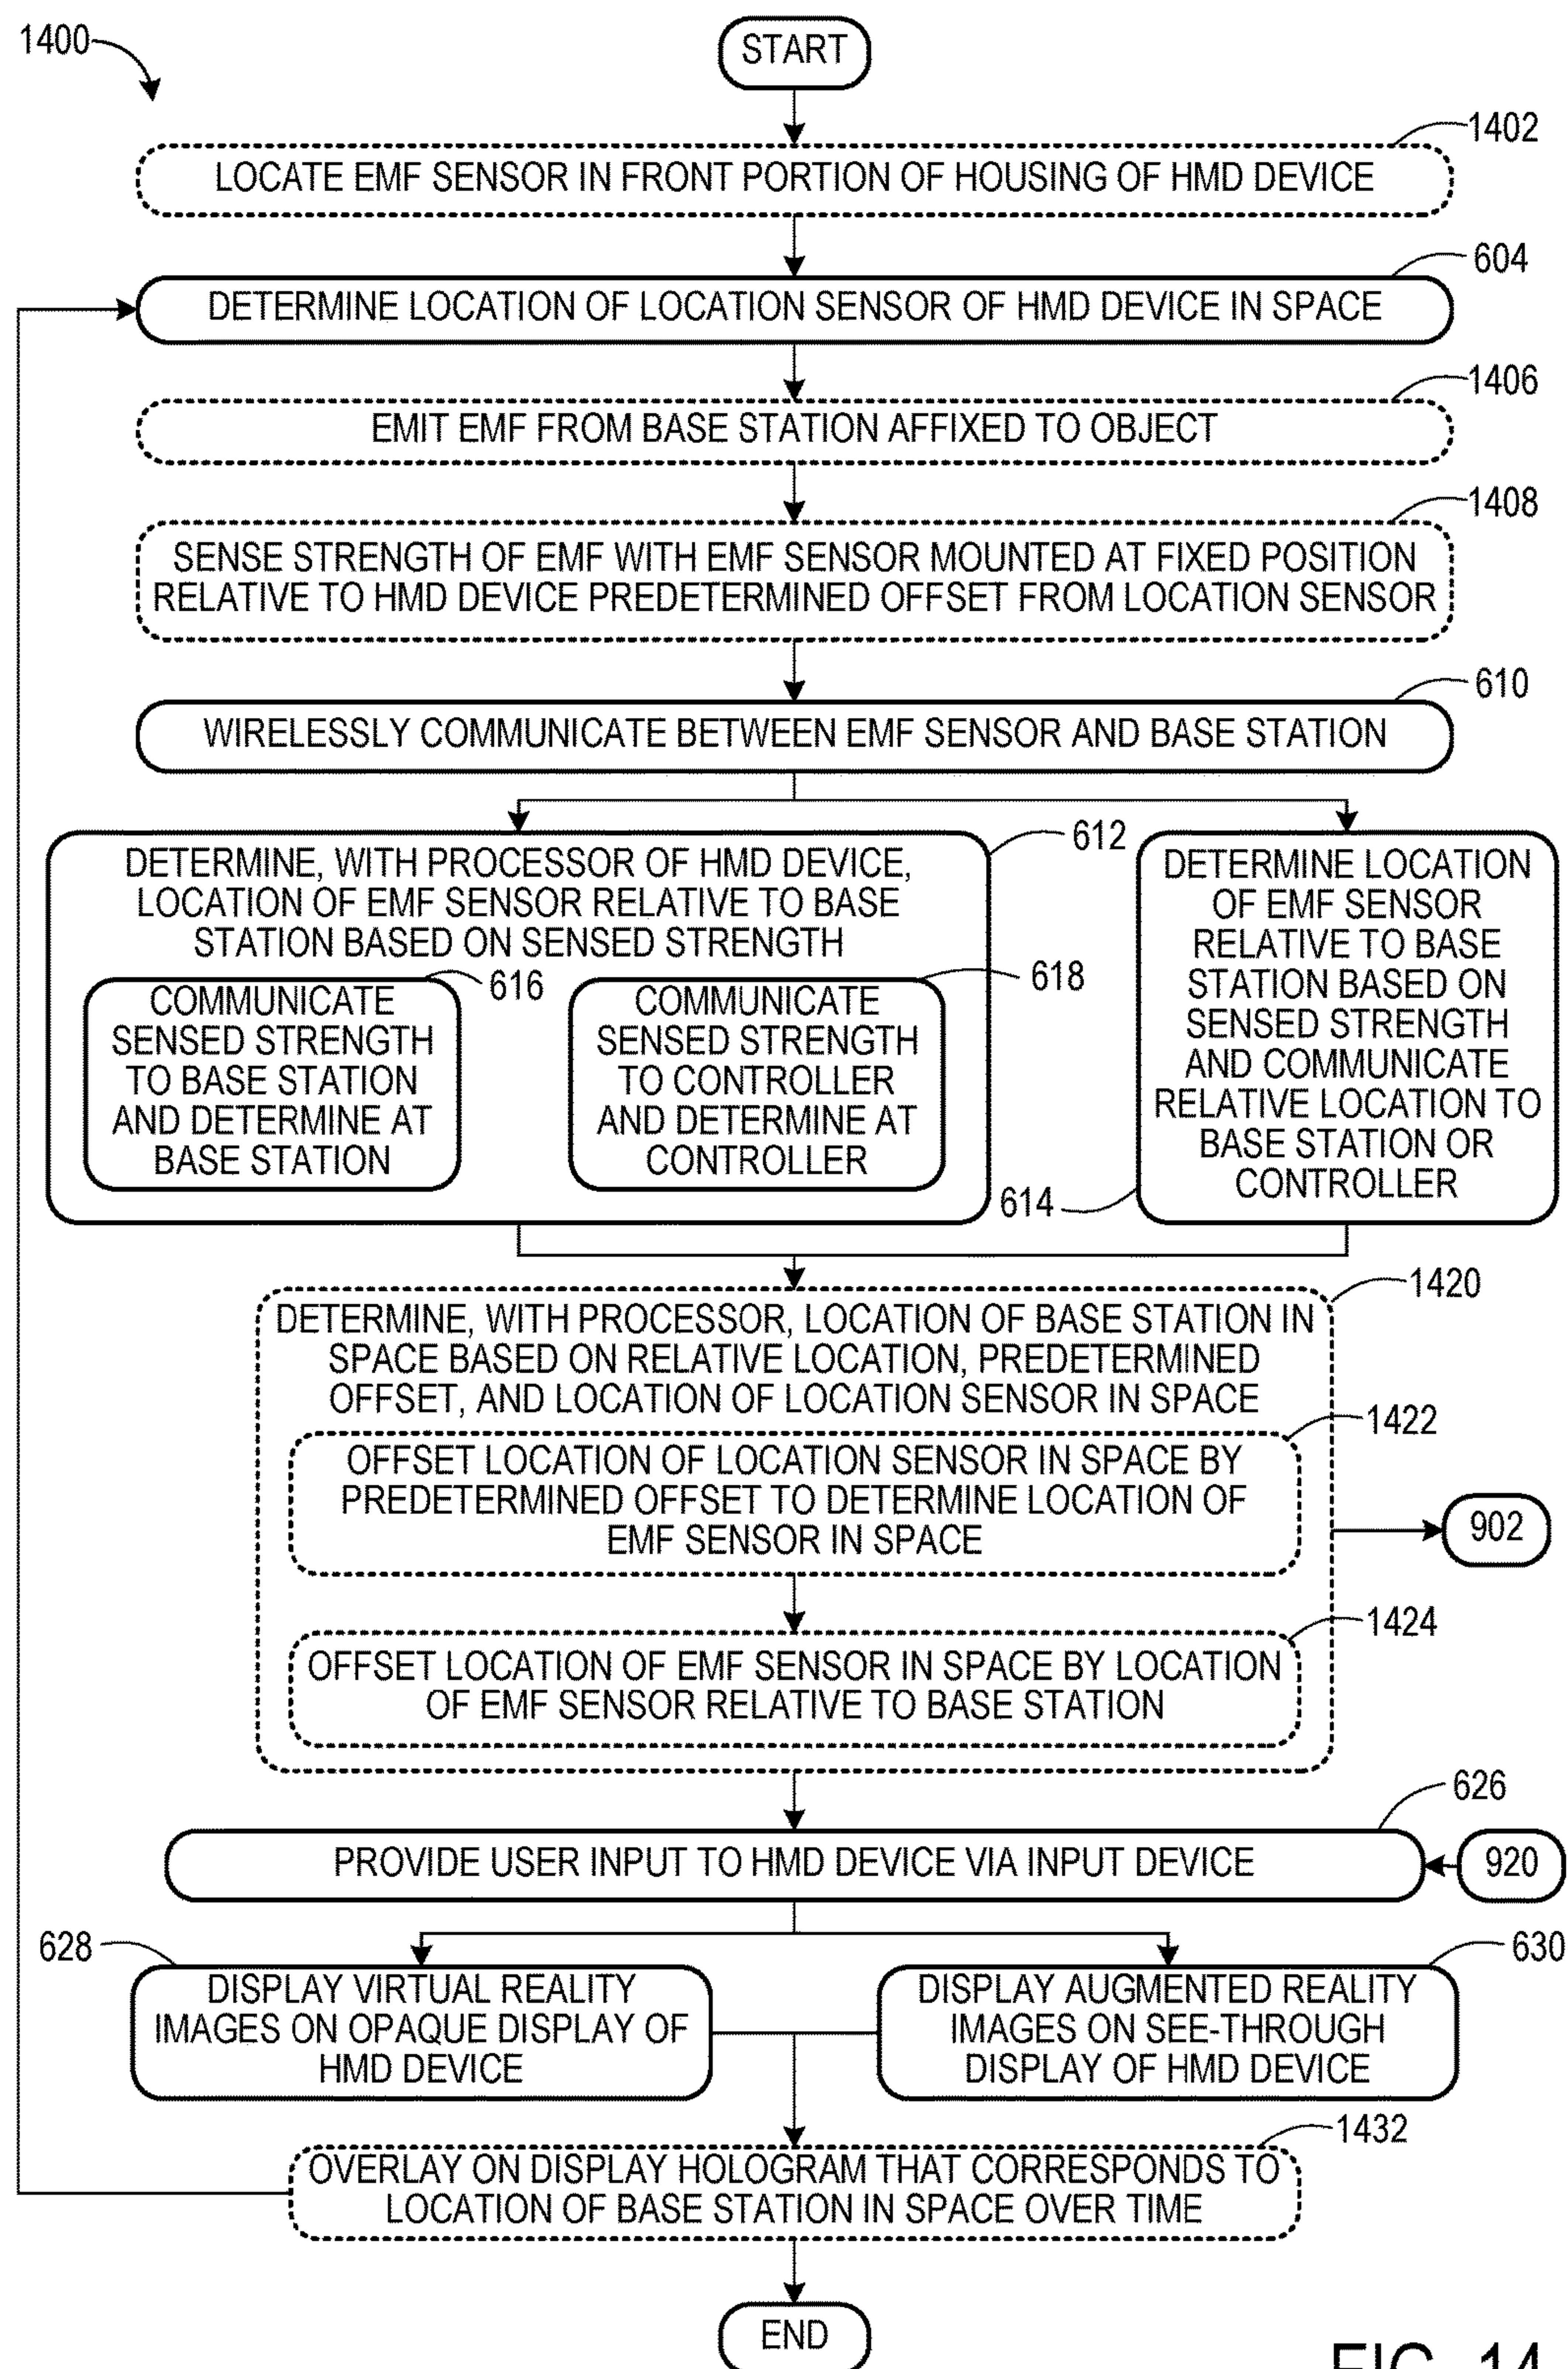 1400
START
1402
LOCATE EMF SENSOR IN FRONT PORTION OF HOUSING OF HMD DEVICE
604
DETERMINE LOCATION OF LOCATION SENSOR OF HMD DEVICE IN SPACE
1406
EMIT EMF FROM BASE STATION AFFIXED TO OBJECT
1408
SENSE STRENGTH OF EMF WITH EMF SENSOR MOUNTED AT FIXED POSITION
RELATIVE TO HMD DEVICE PREDETERMINED OFFSET FROM LOCATION SENSOR
610
WIRELESSLY COMMUNICATE BETWEEN EMF SENSOR AND BASE STATION
612
DETERMINE, WITH PROCESSOR OF HMD DEVICE,
LOCATION OF EMF SENSOR RELATIVE TO BASE
STATION BASED ON SENSED STRENGTH
616
COMMUNICATE
SENSED STRENGTH
TO BASE STATION
AND DETERMINE AT
BASE STATION
618
COMMUNICATE
SENSED STRENGTH
TO CONTROLLER
AND DETERMINE AT
CONTROLLER
614
DETERMINE LOCATION
OF EMF SENSOR
RELATIVE TO BASE
STATION BASED ON
SENSED STRENGTH
AND COMMUNICATE
RELATIVE LOCATION TO
BASE STATION OR
CONTROLLER
1420
DETERMINE, WITH PROCESSOR, LOCATION OF BASE STATION IN
SPACE BASED ON RELATIVE LOCATION, PREDETERMINED
OFFSET, AND LOCATION OF LOCATION SENSOR IN SPACE
1422
OFFSET LOCATION OF LOCATION SENSOR IN SPACE BY
PREDETERMINED OFFSET TO DETERMINE LOCATION OF
EMF SENSOR IN SPACE
902
1424
OFFSET LOCATION OF EMF SENSOR IN SPACE BY LOCATION
OF EMF SENSOR RELATIVE TO BASE STATION
626
PROVIDE USER INPUT TO HMD DEVICE VIA INPUT DEVICE
920
628
DISPLAY VIRTUAL REALITY
IMAGES ON OPAQUE DISPLAY OF
HMD DEVICE
630
DISPLAY AUGMENTED REALITY
IMAGES ON SEE-THROUGH
DISPLAY OF HMD DEVICE
1432
OVERLAY ON DISPLAY HOLOGRAM THAT CORRESPONDS TO
LOCATION OF BASE STATION IN SPACE OVER TIME
END
FIG. 14